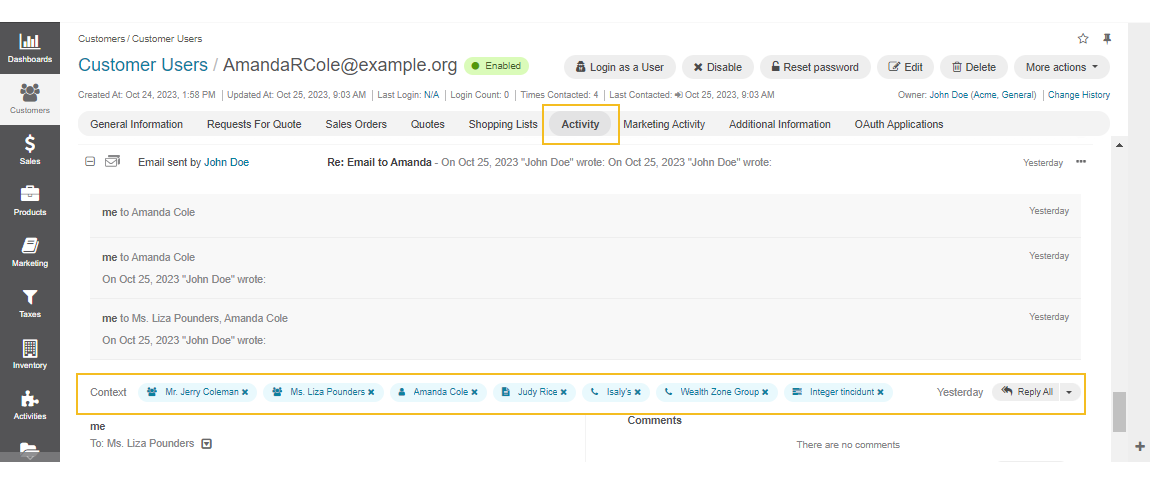 Dashboards
Customers
Sales
Products
Marketing
Taxes
Inventory
Activities
Customers / Customer Users
Customer Users / AmandaRCole@example.org Enabled Login as a User Disable Reset password Edit Delete More actions
Created At: Oct 24, 2023, 1:58 PM | Updated At: Oct 25, 2023, 9:03 AM | Last Login: N/A | Login Count: 0 | Times Contacted: 4 | Last Contacted: Oct 25, 2023, 9:03 AM Owner: John Doe (Acme, General) | Change History
General Information Requests For Quote Sales Orders Quotes Shopping Lists Activity Marketing Activity Additional Information OAuth Applications
Email sent by John Doe Re: Email to Amanda - On Oct 25, 2023 "John Doe" wrote: On Oct 25, 2023 "John Doe" wrote: Yesterday
me to Amanda Cole Yesterday
me to Amanda Cole Yesterday
On Oct 25, 2023 "John Doe" wrote:
me to Ms. Liza Pounders, Amanda Cole Yesterday
On Oct 25, 2023 "John Doe" wrote:
Context Mr. Jerry Coleman Ms. Liza Pounders Amanda Cole Judy Rice Isaly's Wealth Zone Group Integer tincidunt Yesterday Reply All
me
To: Ms. Liza Pounders
Comments
There are no comments